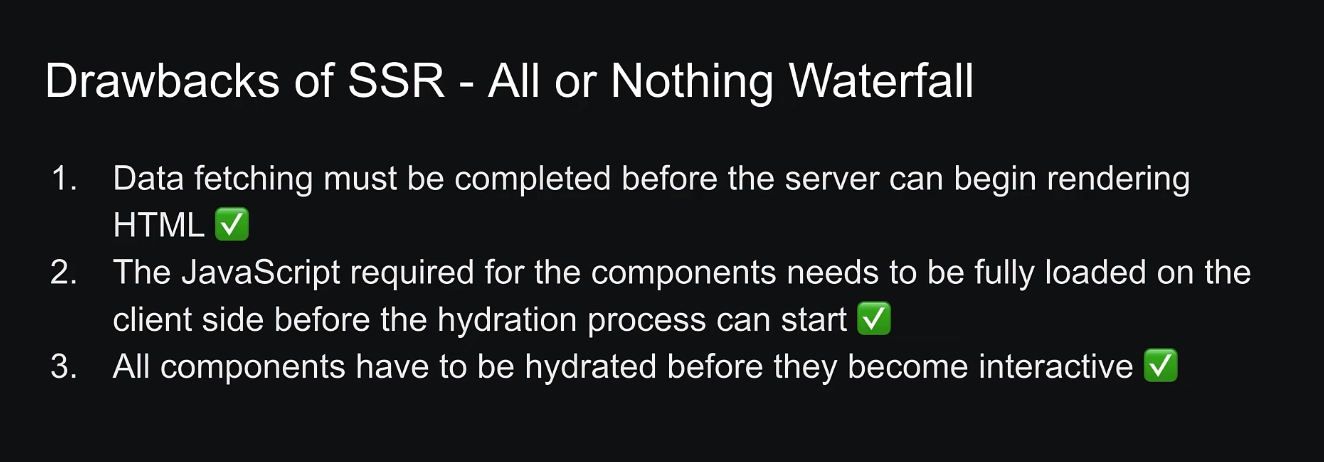 Drawbacks of SSR - All or Nothing Waterfall
1. Data fetching must be completed before the server can begin rendering
HTML ✅
2. The JavaScript required for the components needs to be fully loaded on the
client side before the hydration process can start ✅
3. All components have to be hydrated before they become interactive ✅